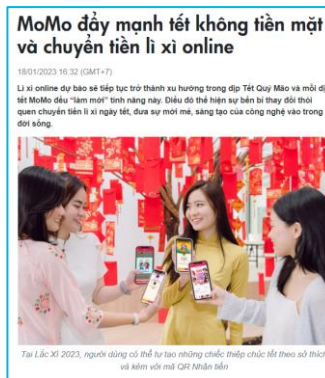 MoMo đẩy mạnh tết không tiền mặt
và chuyển tiền lì xì online
18/01/2023 16:32 (GMT+7)
Lì xì online dự báo sẽ tiếp tục trở thành xu hướng trong dịp Tết Quý Mão và mỗi dị
tết MoMo đều “làm mới” tính năng này. Điều đó thể hiện sự bền bỉ thay đổi thói
quen chuyển tiền lì xì ngày tết, đưa sự mới mẻ, sáng tạo của công nghệ vào trong
đời sống.
Tại Lắc Xì 2023, người dùng có thể tự tạo những chiếc thiệp chúc tết theo sở thích
và kèm với mã QR Nhận tiền